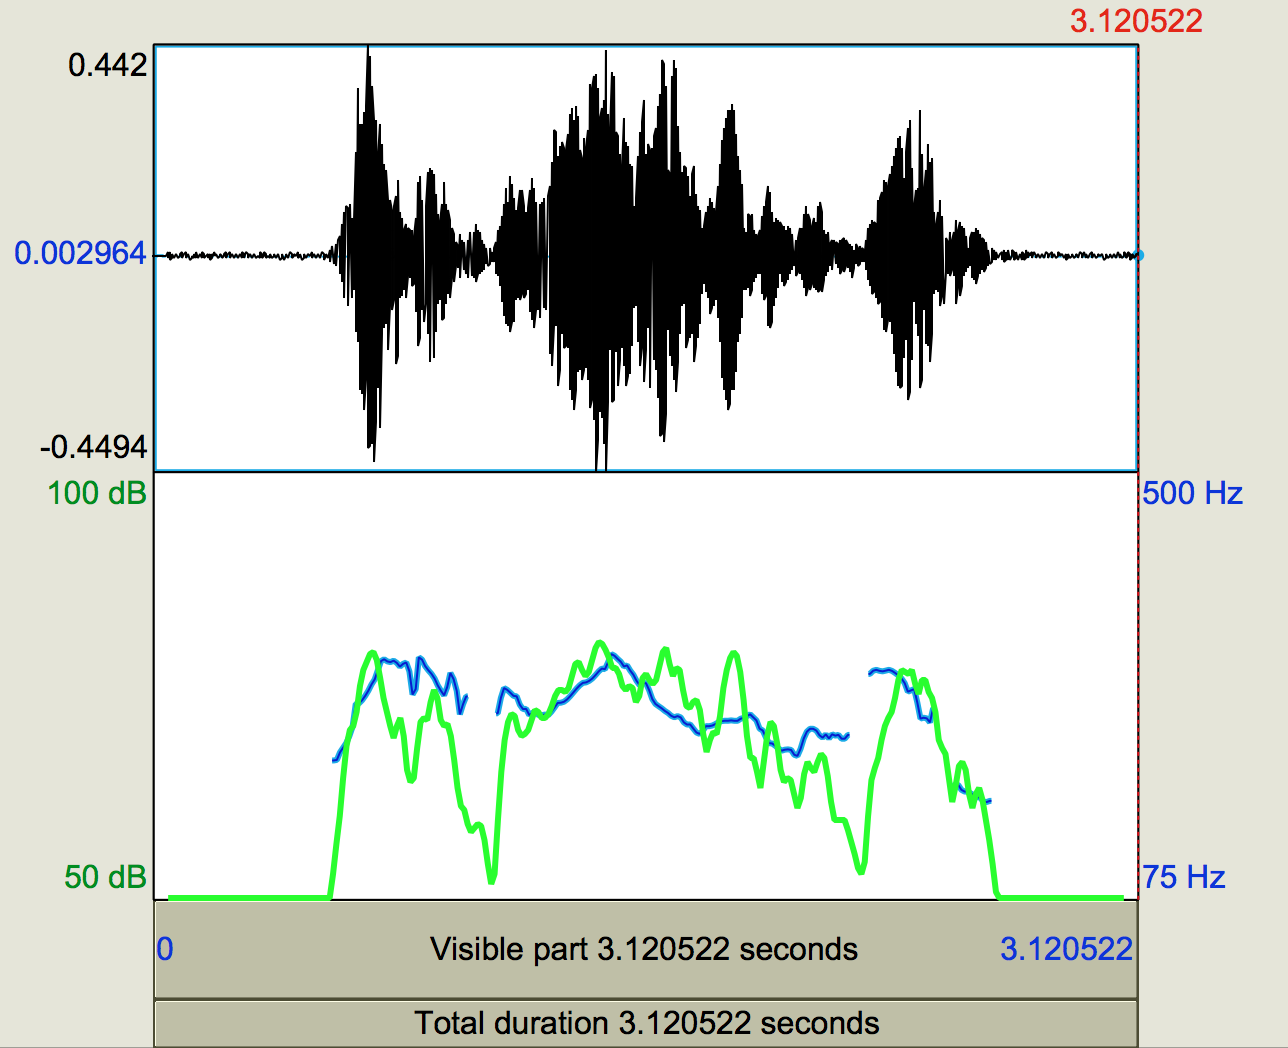 3.120522
0.442
0.002964
-0.4494
100 dB
500 Hz
50 dB
75 Hz
0
Visible part 3.120522 seconds
3.120522
Total duration 3.120522 seconds